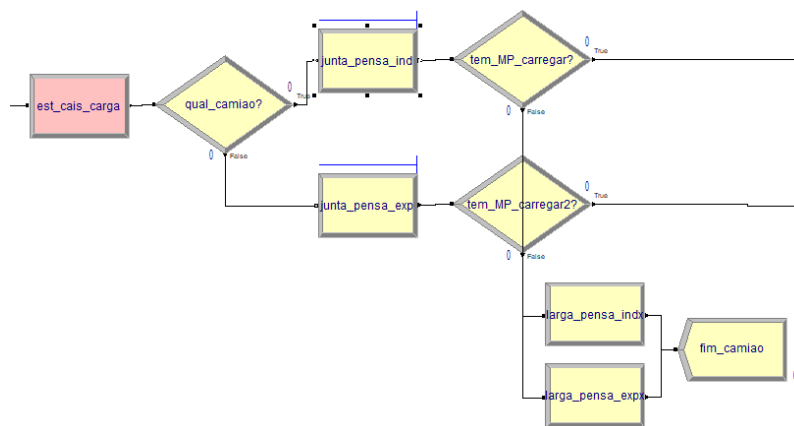 0
True
junta_pensa_ind
tem_MP_carregar?
0
True
est_cais_carga
qual_camiao?
0
False
0
False
junta_pensa_exp
tem_MP_carregar2?
0
True
0
False
larga_pensa_indx
fim_camiao
larga_pensa_expx